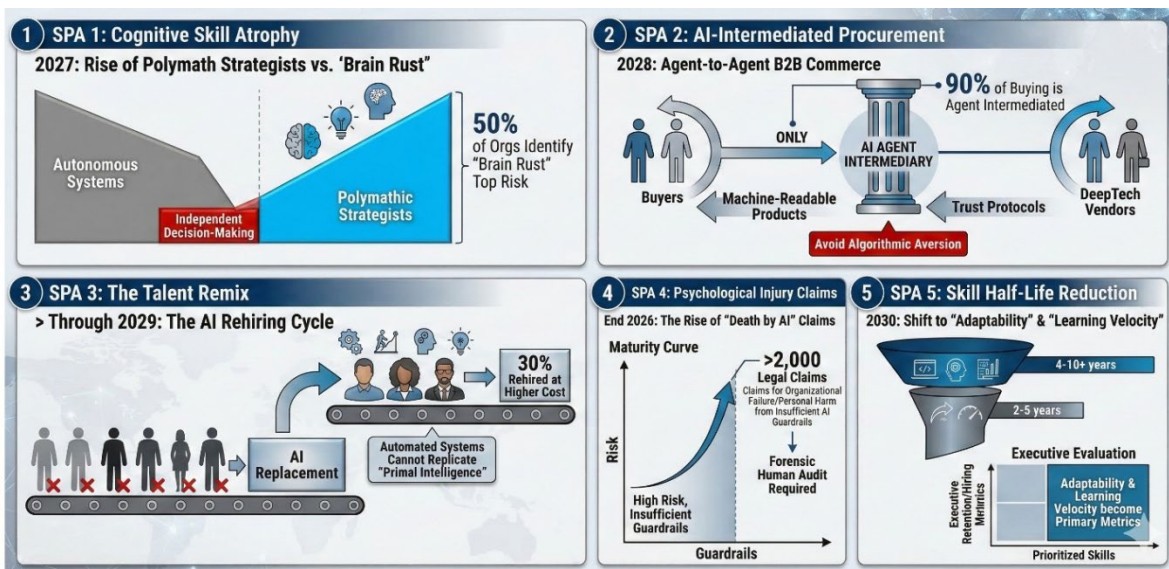 1 SPA 1: Cognitive Skill Atrophy
2027: Rise of Polymath Strategists vs. ‘Brain Rust”
Autonomous
Systems
Independent
Decision-Making
Polymathic
Strategists
50%
of Orgs Identify
“Brain Rust”
Top Risk
2 SPA 2: AI-Intermediated Procurement
2028: Agent-to-Agent B2B Commerce
90% of Buying is
Agent Intermediated
ONLY
AI AGENT
INTERMEDIARY
Buyers
Machine-Readable
Products
Trust Protocols
DeepTech
Vendors
Avoid Algorithmic Aversion
3 SPA 3: The Talent Remix
> Through 2029: The AI Rehiring Cycle
AI
Replacement
30%
Rehired at
Higher Cost
Automated Systems
Cannot Replicate
“Primal Intelligence”
4 SPA 4: Psychological Injury Claims
End 2026: The Rise of “Death by AI” Claims
Maturity Curve
>2,000
Legal Claims
Claims for Organizational
Failure/Personal Harm
from Insufficient AI
Guardrails
Forensic
Human Audit
Required
Risk
High Risk,
Insufficient
Guardrails
Guardrails
5 SPA 5: Skill Half-Life Reduction
2030: Shift to “Adaptability” & “Learning Velocity”
4-10+ years
2-5 years
Executive Evaluation
Executive
Retention/Hiring
Adaptability &
Learning
Velocity become
Primary Metrics
Prioritized Skills